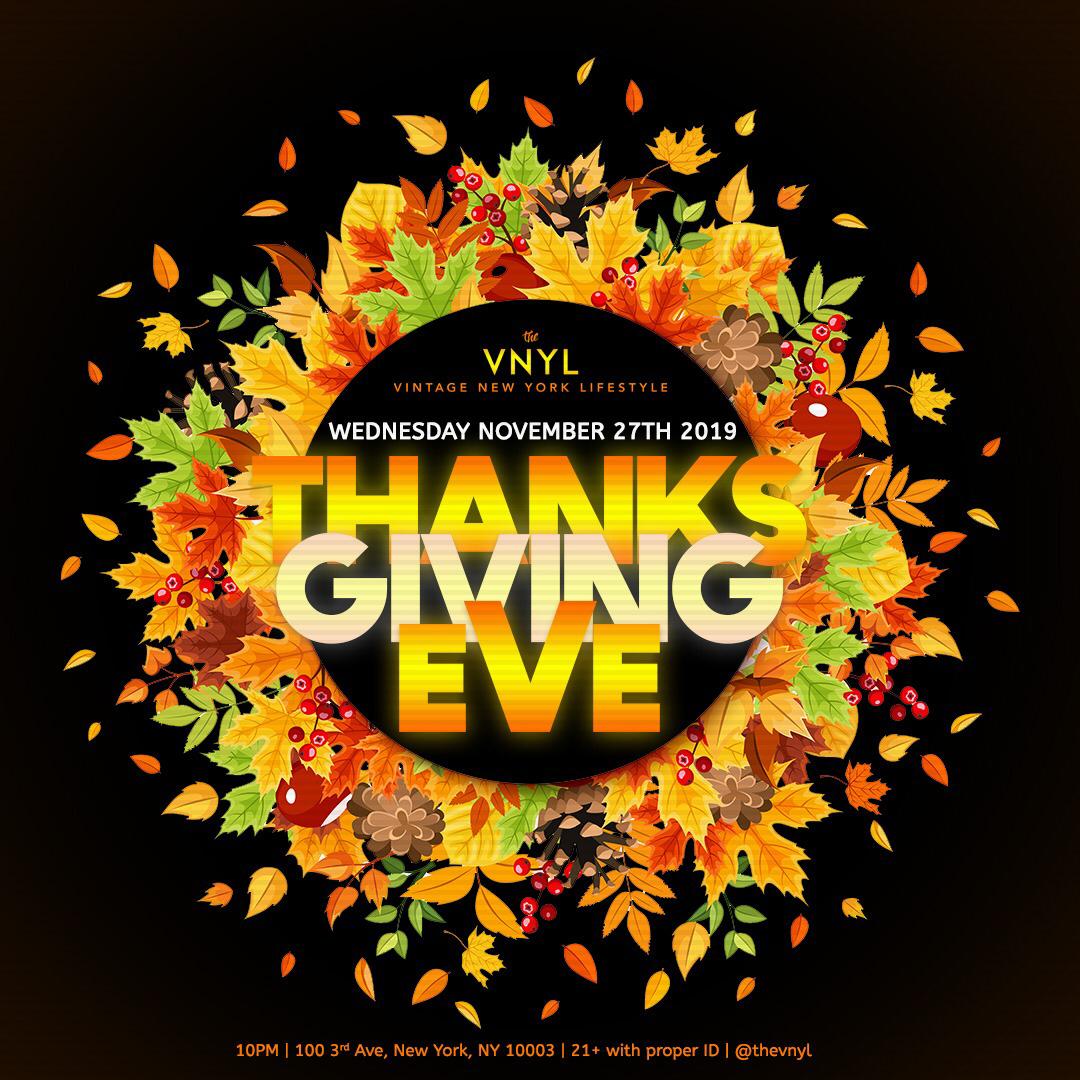 the
VNYL
VINTAGE NEW YORK LIFESTYLE
WEDNESDAY NOVEMBER 27TH 2019
THANKS
GIVING
EVE
10PM | 100 3rd Ave, New York, NY 10003 | 21+ with proper ID | @thevnyl